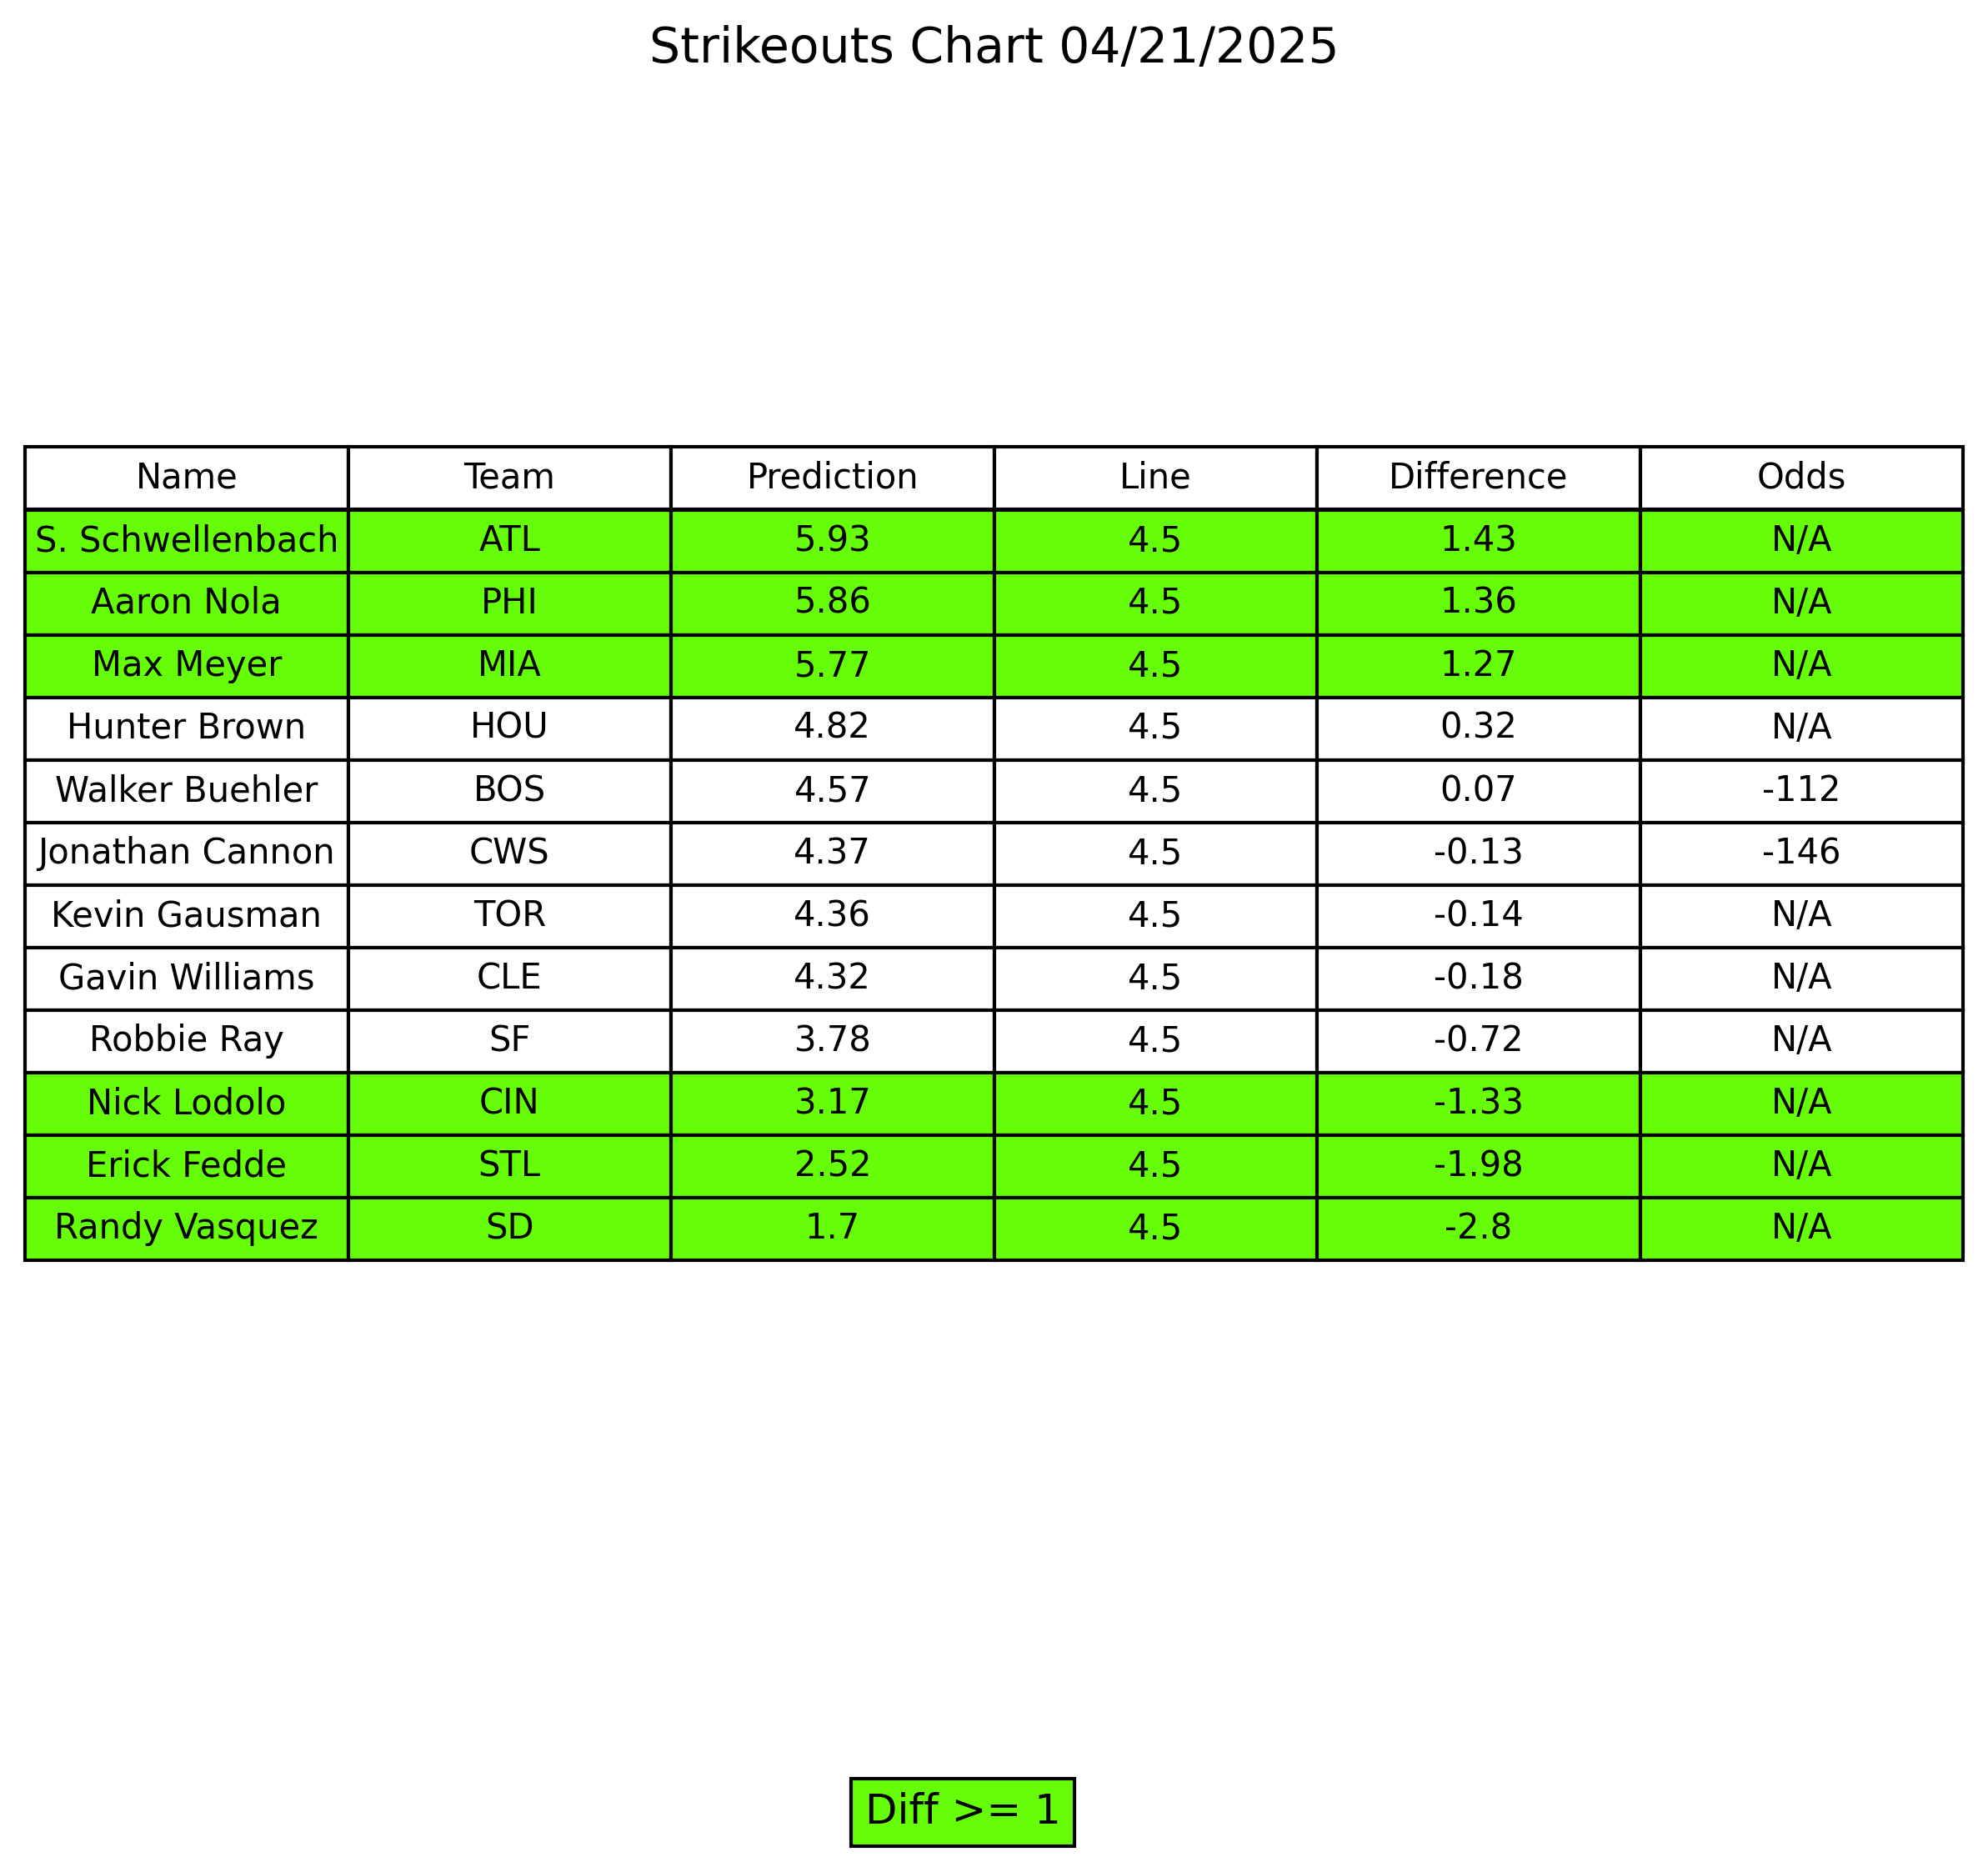 Strikeouts Chart 04/21/2025
Name Team Prediction Line Difference Odds
S. Schwellenbach ATL 5.93 4.5 1.43 N/A
Aaron Nola PHI 5.86 4.5 1.36 N/A
Max Meyer MIA 5.77 4.5 1.27 N/A
Hunter Brown HOU 4.82 4.5 0.32 N/A
Walker Buehler BOS 4.57 4.5 0.07 -112
Jonathan Cannon CWS 4.37 4.5 -0.13 -146
Kevin Gausman TOR 4.36 4.5 -0.14 N/A
Gavin Williams CLE 4.32 4.5 -0.18 N/A
Robbie Ray SF 3.78 4.5 -0.72 N/A
Nick Lodolo CIN 3.17 4.5 -1.33 N/A
Erick Fedde STL 2.52 4.5 -1.98 N/A
Randy Vasquez SD 1.7 4.5 -2.8 N/A
Diff >= 1